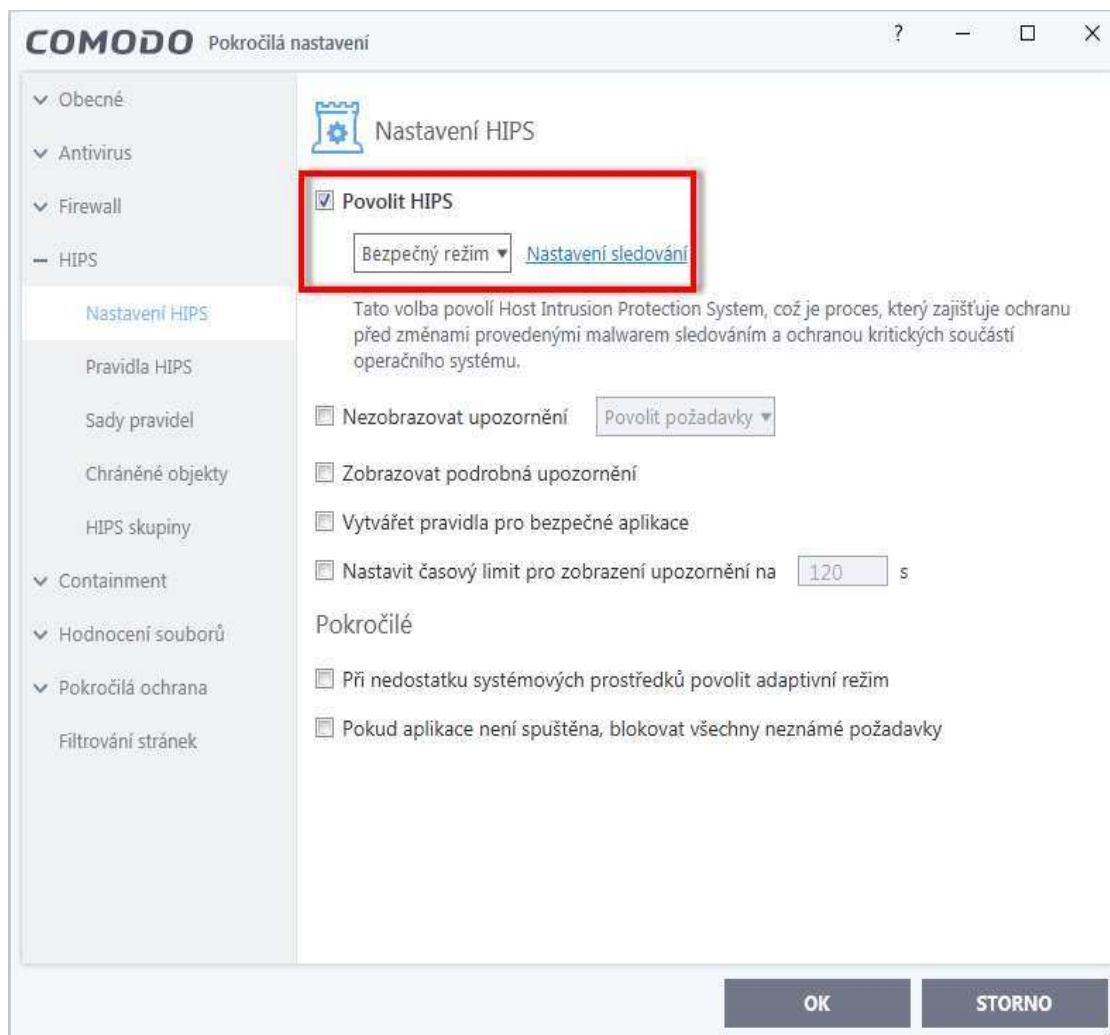 COMODO Pokročilá nastavení
?
Obecné
Antivirus
Firewall
HIPS
Nastavení HIPS
Pravidla HIPS
Sady pravidel
Chráněné objekty
HIPS skupiny
Containment
Hodnocení souborů
Pokročilá ochrana
Filtrování stránek
Nastavení HIPS
Povolit HIPS
Bezpečný režim Nastavení sledování
Tato volba povolí Host Intrusion Protection System, což je proces, který zajišťuje ochranu
před změnami provedenými malwarem sledováním a ochranou kritických součástí
operačního systému.
Nezobrazovat upozornění Povolit požadavky
Zobrazovat podrobná upozornění
Vytvářet pravidla pro bezpečné aplikace
Nastavit časový limit pro zobrazení upozornění na 120 s
Pokročilé
Při nedostatku systémových prostředků povolit adaptivní režim
Pokud aplikace není spuštěna, blokovat všechny neznámé požadavky
OK STORNO